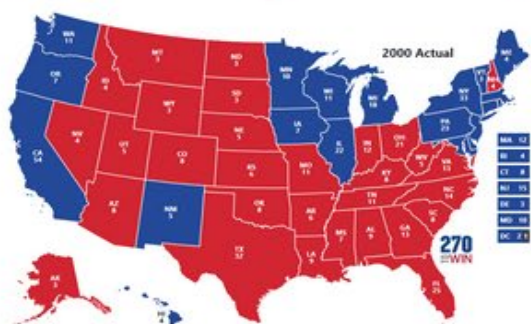 2000 Actual
WA
11
OR
7
CA
54
NV
4
ID
4
MT
3
WY
3
UT
5
AZ
8
CO
8
NM
5
ND
3
SD
3
NE
5
KS
6
OK
8
TX
32
MN
10
IA
7
MO
11
AR
6
LA
9
WI
11
IL
22
MI
18
IN
12
OH
21
KY
8
TN
11
MS
7
AL
9
GA
13
FL
25
SC
8
NC
14
VA
13
WV
5
PA
23
NY
33
VT
3
NH
4
ME
4
MA 12
RI 4
CT 8
NJ 15
DE 3
MD 10
DC 2
AK
3
HI
4
270
WIN